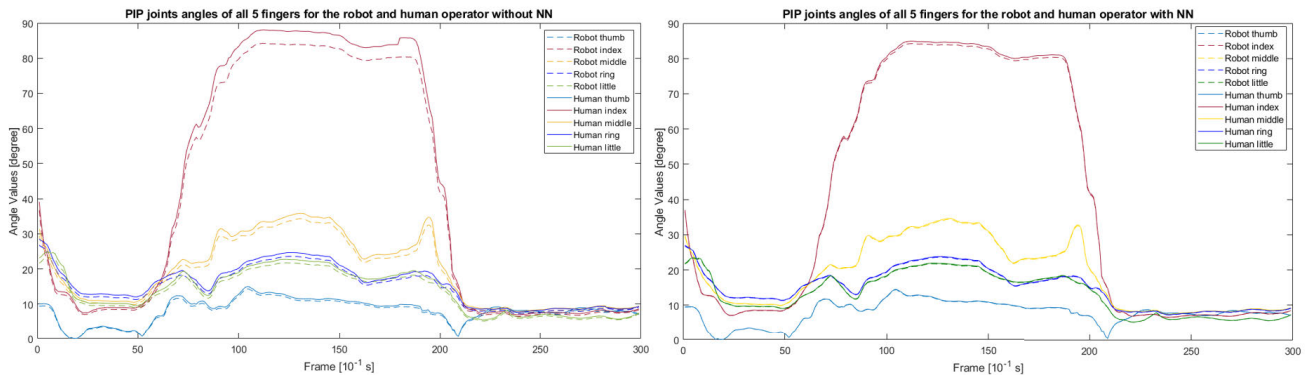 PIP joints angles of all 5 fingers for the robot and human operator without NN
90
80
70
60
50
40
30
20
10
0
Angle Values [degree]
0 50 100 150 200 250 300
Frame [10-1 s]
Robot thumb
Robot index
Robot middle
Robot ring
Robot little
Human thumb
Human index
Human middle
Human ring
Human little
PIP joints angles of all 5 fingers for the robot and human operator with NN
90
80
70
60
50
40
30
20
10
0
Angle Values [degree]
0 50 100 150 200 250 300
Frame [10-1 s]
Robot thumb
Robot index
Robot middle
Robot ring
Robot little
Human thumb
Human index
Human middle
Human ring
Human little